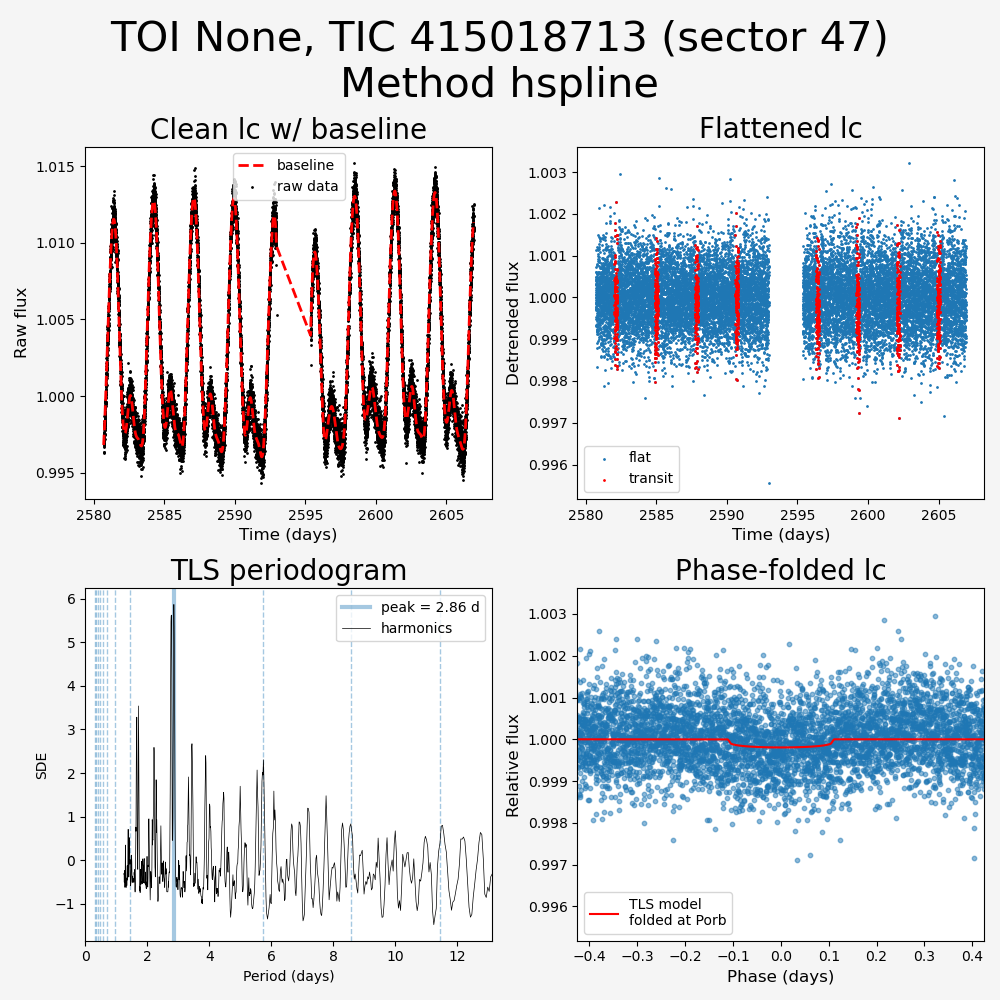 TOI None, TIC 415018713 (sector 47)
Method hspline
Clean lc w/ baseline
Raw flux
1.015
1.010
1.005
1.000
0.995
baseline
raw data
2580 2585 2590 2595 2600 2605
Time (days)
Flattened lc
Detrended flux
1.003
1.002
1.001
1.000
0.999
0.998
0.997
0.996
flat
transit
2580 2585 2590 2595 2600 2605
Time (days)
TLS periodogram
SDE
6
5
4
3
2
1
0
−1
peak = 2.86 d
harmonics
0 2 4 6 8 10 12
Period (days)
Phase-folded lc
Relative flux
1.003
1.002
1.001
1.000
0.999
0.998
0.997
0.996
TLS model
folded at Porb
−0.4 −0.3 −0.2 −0.1 0.0 0.1 0.2 0.3 0.4
Phase (days)